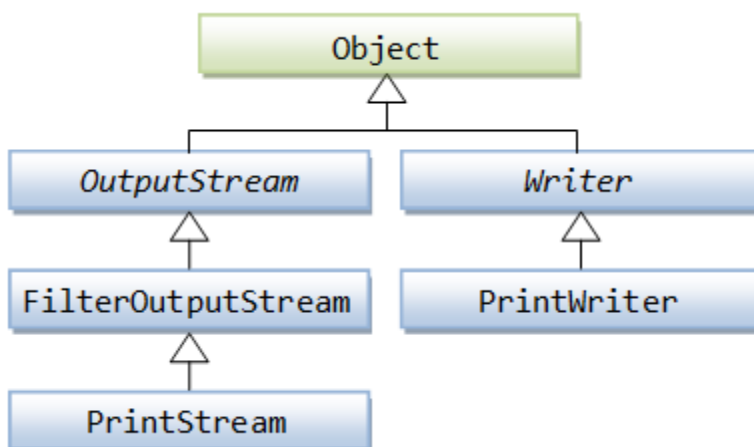 Object
OutputStream
Writer
FilterOutputStream
PrintWriter
PrintStream